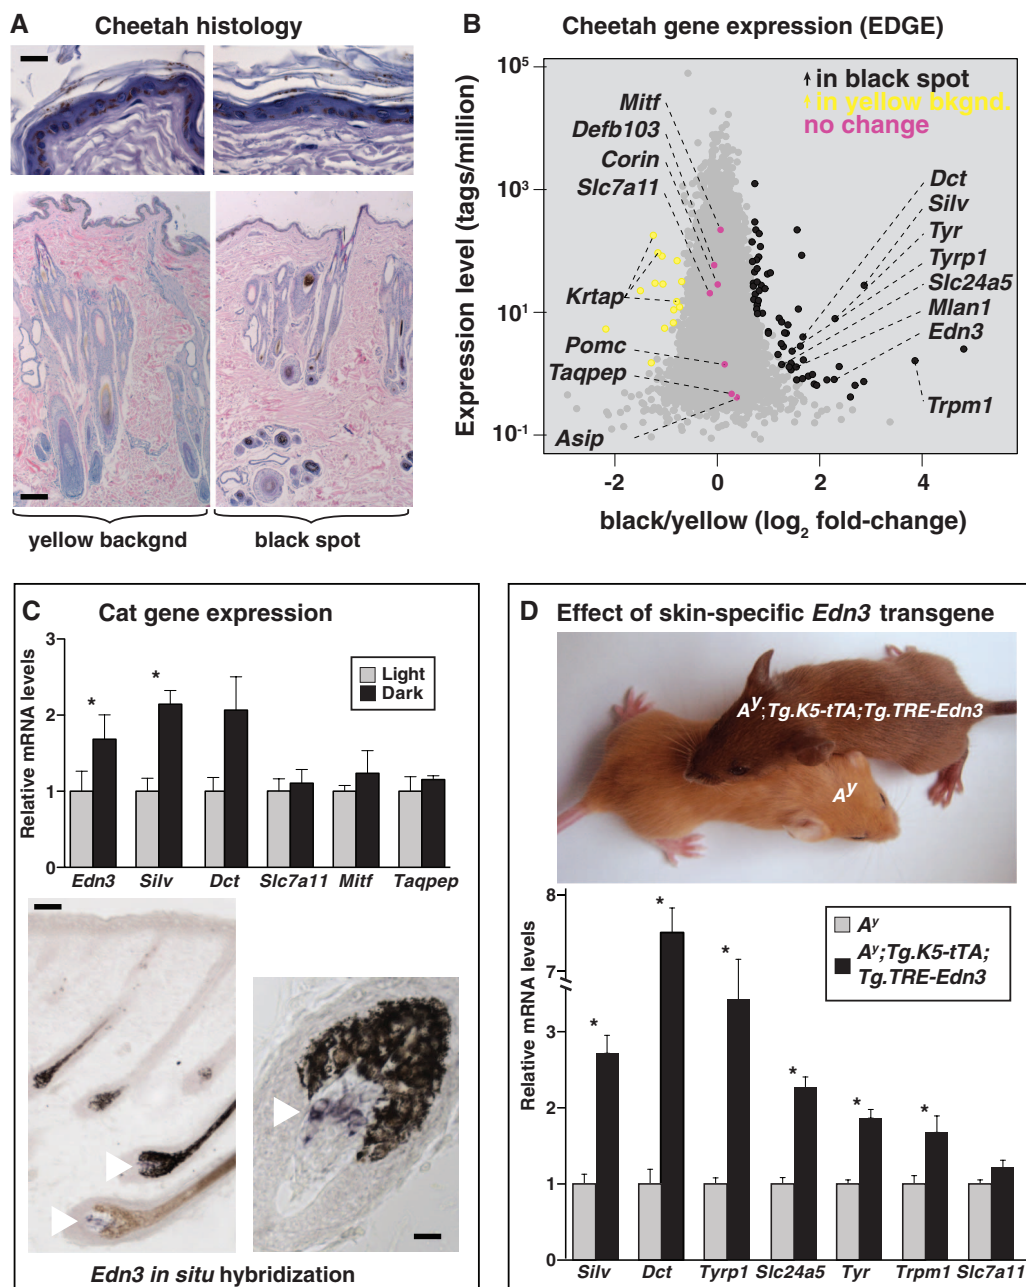 A Cheetah histology
yellow backgnd
black spot
B Cheetah gene expression (EDGE)
Expression level (tags/million)
10^5
10^3
10^1
10^-1
in black spot
in yellow bkgnd.
no change
Mitf
Defb103
Corin
Slc7a11
Krtap
Pomc
Taqpep
Asip
Dct
Silv
Tyr
Tyrp1
Slc24a5
Mlan1
Edn3
Trpm1
-2 0 2 4
black/yellow (log2 fold-change)
C Cat gene expression
Relative mRNA levels
3
2
1
0
Light
Dark
* *
Edn3 Silv Dct Slc7a11 Mitf Taqpep
Edn3 in situ hybridization
D Effect of skin-specific Edn3 transgene
A^y;Tg.K5-tTA;Tg.TRE-Edn3
A^y
Relative mRNA levels
8
7
3
2
1
0
A^y
A^y;Tg.K5-tTA;
Tg.TRE-Edn3
* * * * * *
Silv Dct Tyrp1 Slc24a5 Tyr Trpm1 Slc7a11